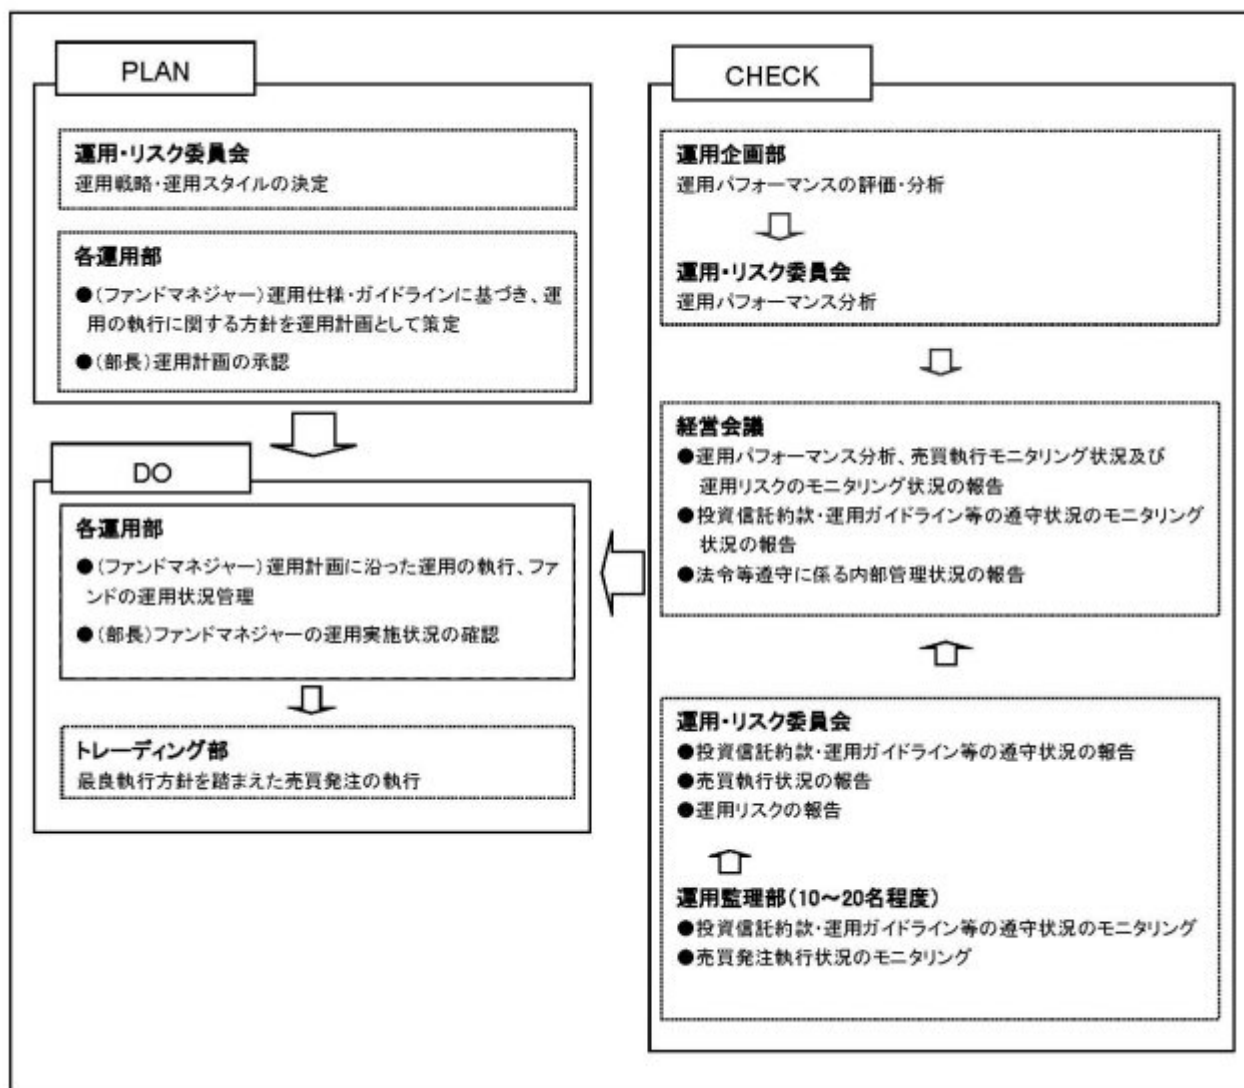 PLAN
運用・リスク委員会
運用戦略・運用スタイルの決定
各運用部
●（ファンドマネジャー）運用仕様・ガイドラインに基づき、運
用の執行に関する方針を運用計画として策定
●（部長）運用計画の承認
DO
各運用部
●（ファンドマネジャー）運用計画に沿った運用の執行、ファ
ンドの運用状況管理
●（部長）ファンドマネジャーの運用実施状況の確認
トレーディング部
最良執行方針を踏まえた売買発注の執行
CHECK
運用企画部
運用パフォーマンスの評価・分析
運用・リスク委員会
運用パフォーマンス分析
経営会議
●運用パフォーマンス分析、売買執行モニタリング状況及び
運用リスクのモニタリング状況の報告
●投資信託約款・運用ガイドライン等の遵守状況のモニタリング
状況の報告
●法令等遵守に係る内部管理状況の報告
運用・リスク委員会
●投資信託約款・運用ガイドライン等の遵守状況の報告
●売買執行状況の報告
●運用リスクの報告
運用監理部（10～20名程度）
●投資信託約款・運用ガイドライン等の遵守状況のモニタリング
●売買発注執行状況のモニタリング